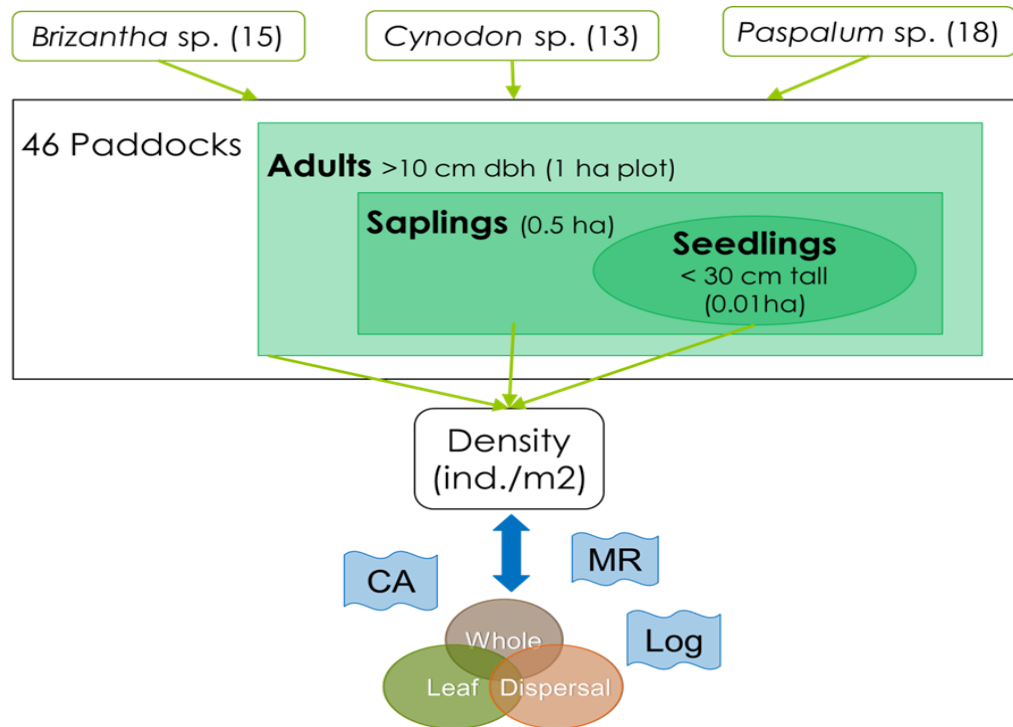 Brizantha sp. (15)
Cynodon sp. (13)
Paspalum sp. (18)
46 Paddocks
Adults >10 cm dbh (1 ha plot)
Saplings (0.5 ha)
Seedlings
< 30 cm tall
(0.01ha)
Density
(ind./m2)
CA
MR
Whole
Log
Leaf
Dispersal